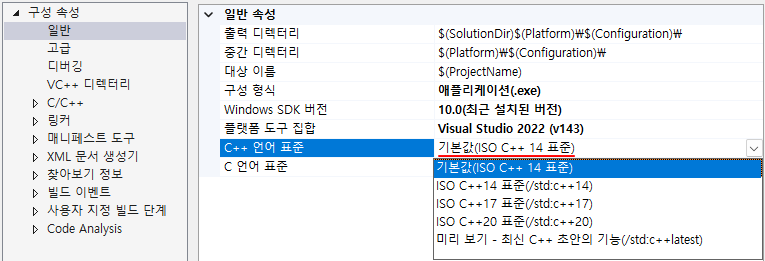 구성 속성
일반
고급
디버깅
VC++ 디렉터리
C/C++
링커
매니페스트 도구
XML 문서 생성기
찾아보기 정보
빌드 이벤트
사용자 지정 빌드 단계
Code Analysis
일반 속성
출력 디렉터리 $(SolutionDir)$(Platform)₩$(Configuration)₩
중간 디렉터리 $(Platform)₩$(Configuration)₩
대상 이름 $(ProjectName)
구성 형식 애플리케이션(.exe)
Windows SDK 버전 10.0(최근 설치된 버전)
플랫폼 도구 집합 Visual Studio 2022 (v143)
C++ 언어 표준 기본값(ISO C++ 14 표준)
C 언어 표준 기본값(ISO C++ 14 표준)
ISO C++14 표준(/std:c++14)
ISO C++17 표준(/std:c++17)
ISO C++20 표준(/std:c++20)
미리 보기 - 최신 C++ 초안의 기능(/std:c++latest)